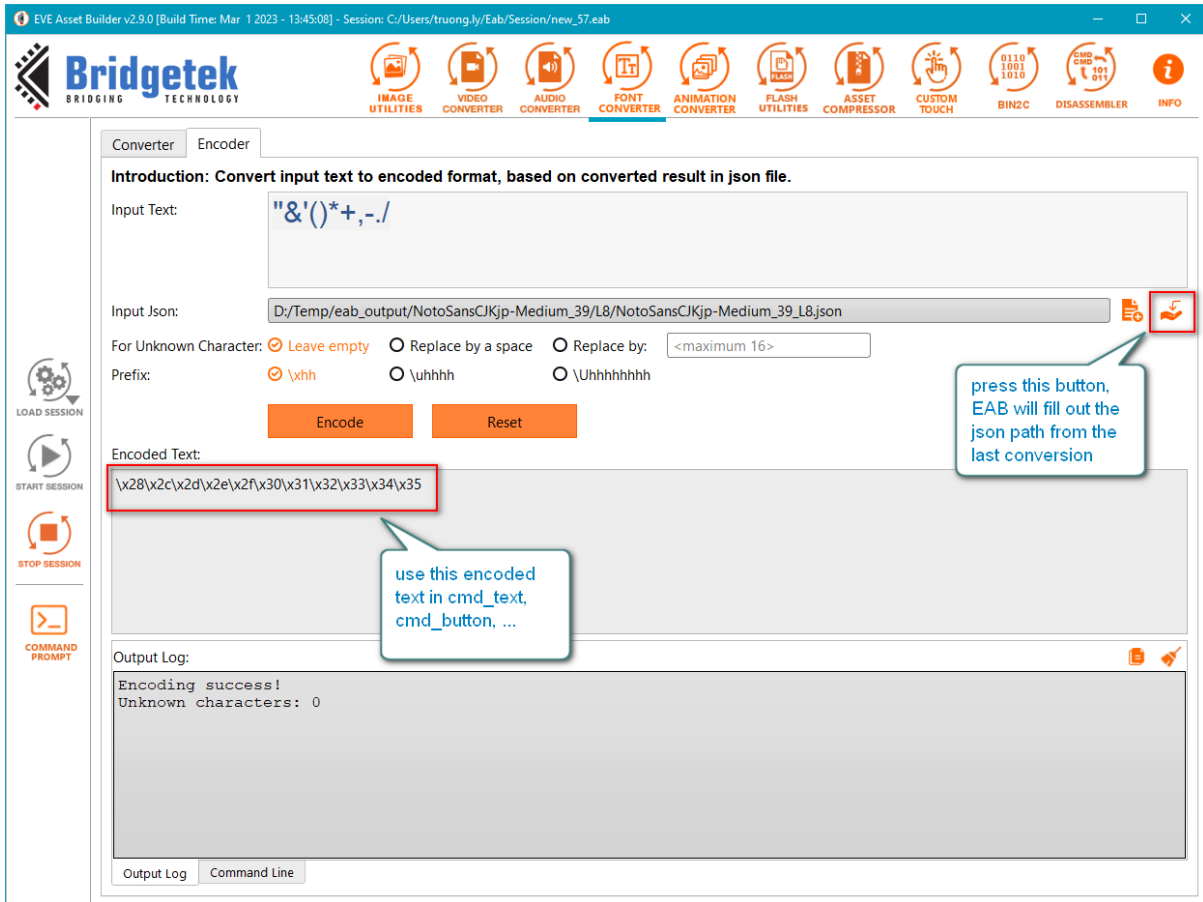 EVE Asset Builder v2.9.0 [Build Time: Mar 1 2023 - 13:45:08] - Session: C:/Users/truong.ly/Eab/Session/new_57.eab
Bridgetek
BRIDGING TECHNOLOGY
IMAGE UTILITIES
VIDEO CONVERTER
AUDIO CONVERTER
FONT CONVERTER
ANIMATION CONVERTER
FLASH UTILITIES
ASSET COMPRESSOR
CUSTOM TOUCH
BIN2C
DISASSEMBLER
INFO
Converter Encoder
Introduction: Convert input text to encoded format, based on converted result in json file.
Input Text:
"&'()*+,-./
Input Json: D:/Temp/eab_output/NotoSansCJKjp-Medium_39/L8/NotoSansCJKjp-Medium_39_L8.json
For Unknown Character: Leave empty Replace by a space Replace by: <maximum 16>
Prefix: \xhh \uhhhh \Uhhhhhhhh
Encode Reset
press this button,
EAB will fill out the
json path from the
last conversion
Encoded Text:
\x28\x2c\x2d\x2e\x2f\x30\x31\x32\x33\x34\x35
use this encoded
text in cmd_text,
cmd_button, ...
LOAD SESSION
START SESSION
STOP SESSION
COMMAND
PROMPT
Output Log:
Encoding success!
Unknown characters: 0
Output Log Command Line